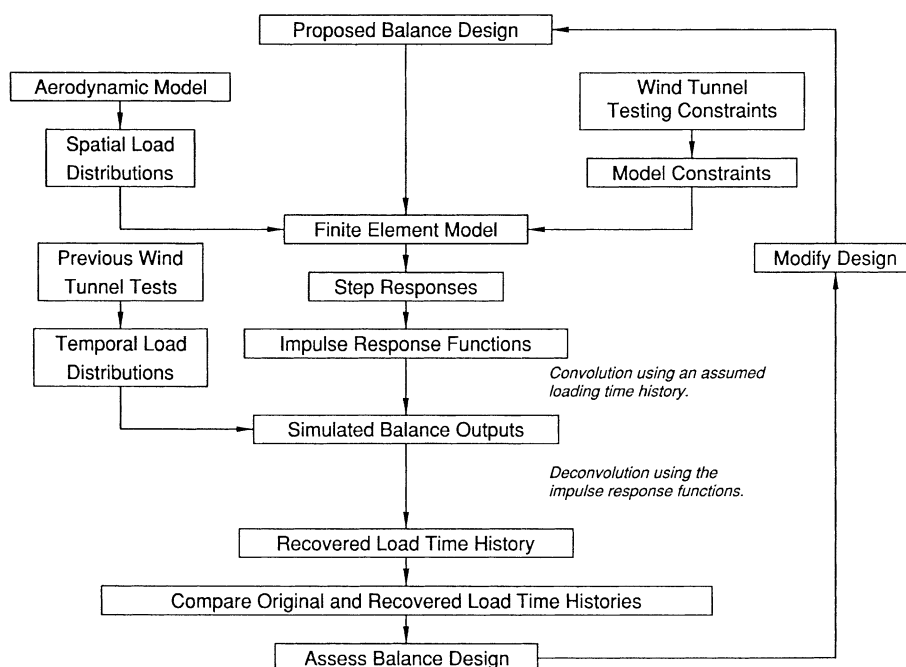 Proposed Balance Design
Aerodynamic Model
Wind Tunnel
Testing Constraints
Spatial Load
Distributions
Model Constraints
Finite Element Model
Previous Wind
Tunnel Tests
Modify Design
Step Responses
Temporal Load
Distributions
Impulse Response Functions
Convolution using an assumed
loading time history.
Simulated Balance Outputs
Deconvolution using the
impulse response functions.
Recovered Load Time History
Compare Original and Recovered Load Time Histories
Assess Balance Design